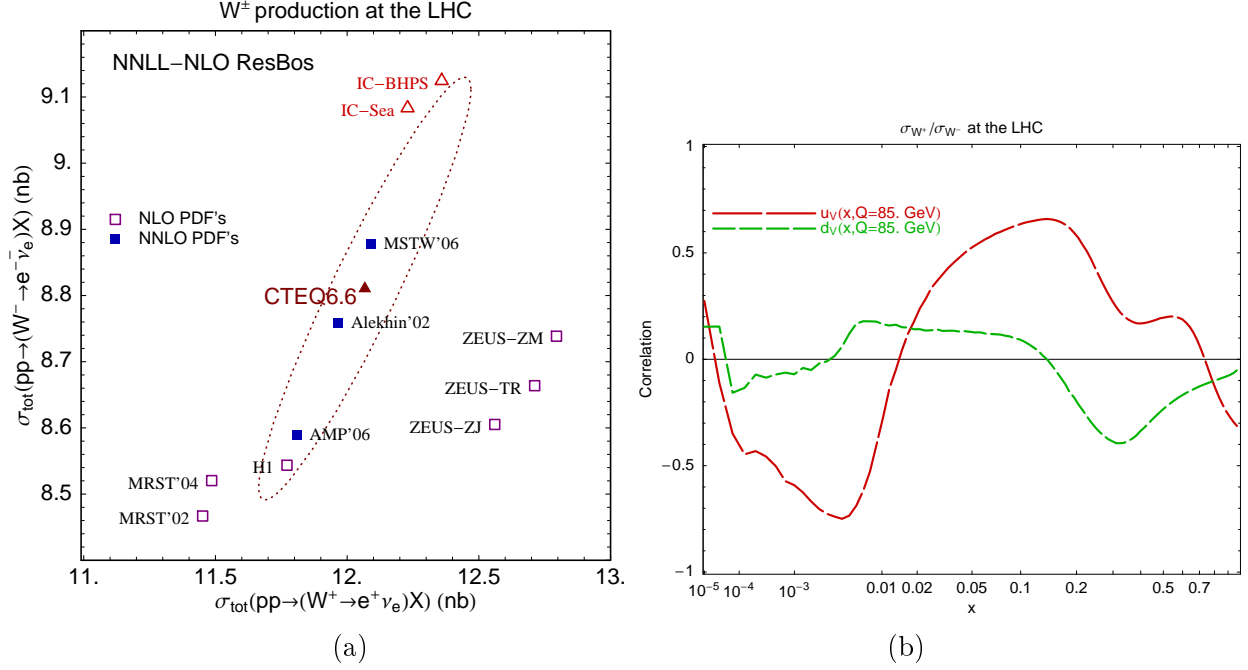 W± production at the LHC
NNLL−NLO ResBos
IC−BHPS
IC−Sea
NLO PDF's
NNLO PDF's
MSTW'06
CTEQ6.6
Alekhin'02
ZEUS−ZM
ZEUS−TR
ZEUS−ZJ
AMP'06
H1
MRST'04
MRST'02
9.1
9.
8.9
8.8
8.7
8.6
8.5
σtot(pp→(W⁻→e⁻ν̅e)X) (nb)
11. 11.5 12. 12.5 13.
σtot(pp→(W⁺→e⁺νe)X) (nb)
(a)
σW⁺/σW⁻ at the LHC
uV(x,Q=85. GeV)
dV(x,Q=85. GeV)
1
0.5
0
−0.5
−1
Correlation
10⁻⁵ 10⁻⁴ 10⁻³ 0.01 0.05 0.1 0.2 0.5 0.7
x
(b)